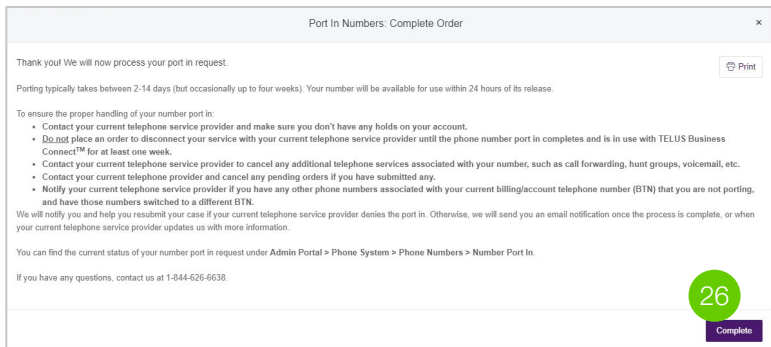 Port In Numbers: Complete Order
×
Thank you! We will now process your port in request.
Print
Porting typically takes between 2-14 days (but occasionally up to four weeks). Your number will be available for use within 24 hours of its release.
To ensure the proper handling of your number port in:
• Contact your current telephone service provider and make sure you don't have any holds on your account.
• Do not place an order to disconnect your service with your current telephone service provider until the phone number port in completes and is in use with TELUS Business
Connect™ for at least one week.
• Contact your current telephone service provider to cancel any additional telephone services associated with your number, such as call forwarding, hunt groups, voicemail, etc.
• Contact your current telephone provider and cancel any pending orders if you have submitted any.
• Notify your current telephone service provider if you have any other phone numbers associated with your current billing/account telephone number (BTN) that you are not porting,
and have those numbers switched to a different BTN.
We will notify you and help you resubmit your case if your current telephone service provider denies the port in. Otherwise, we will send you an email notification once the process is complete, or when
your current telephone service provider updates us with more information.
You can find the current status of your number port in request under Admin Portal > Phone System > Phone Numbers > Number Port In.
If you have any questions, contact us at 1-844-626-6638.
26
Complete